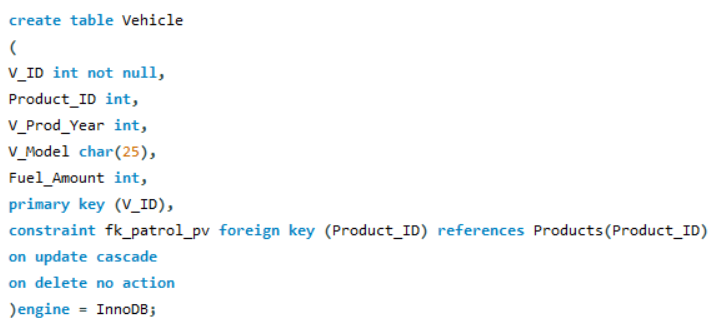 create table Vehicle
(
V_ID int not null,
Product_ID int,
V_Prod_Year int,
V_Model char(25),
Fuel_Amount int,
primary key (V_ID),
constraint fk_patrol_pv foreign key (Product_ID) references Products(Product_ID)
on update cascade
on delete no action
)engine = InnoDB;